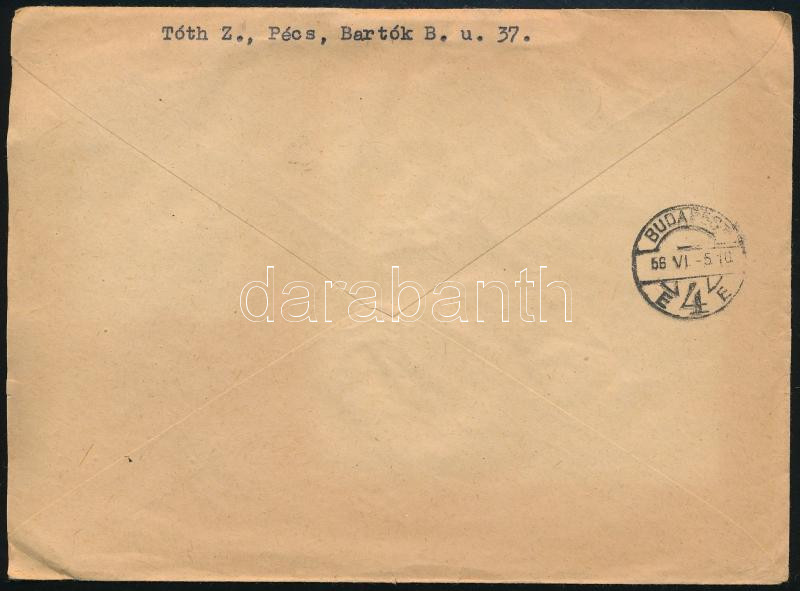 Tóth Z., Pécs, Bartók B. u. 37.
BUDAPEST
56 VI. -5.10
E 4 E
darabanth